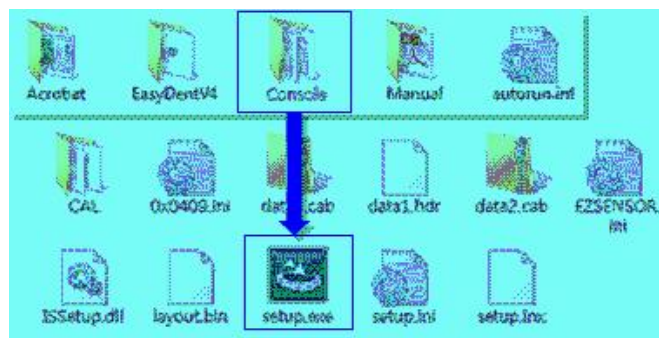 Acrobat EasyDentV4 Console Manual autorun.inf
CAL 0x0409.ini data1.cab data1.hdr data2.cab EZSENSOR.
ini
ISSetup.dll layout.bin setup.exe setup.ini setup.inx